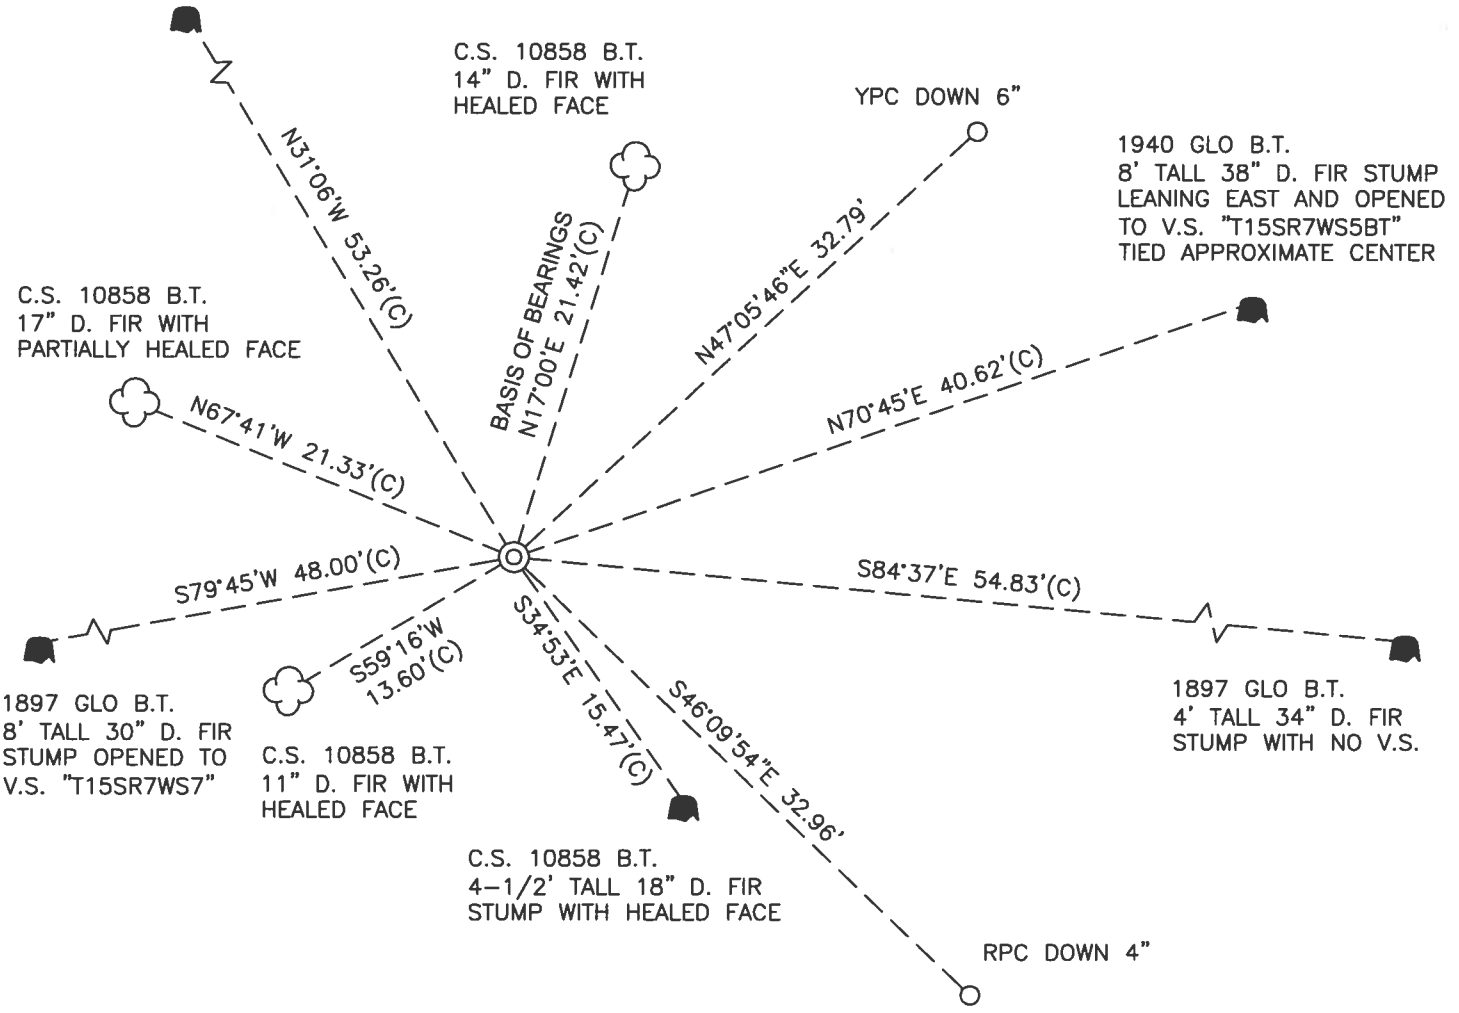 C.S. 10858 B.T.
14" D. FIR WITH
HEALED FACE
YPC DOWN 6"
1940 GLO B.T.
8' TALL 38" D. FIR STUMP
LEANING EAST AND OPENED
TO V.S. "T15SR7WS5BT"
TIED APPROXIMATE CENTER
N31°06'W 53.26'(C)
BASIS OF BEARINGS
N17°00'E 21.42'(C)
N47°05'46"E 32.79'
C.S. 10858 B.T.
17" D. FIR WITH
PARTIALLY HEALED FACE
N70°45'E 40.62'(C)
N67°41'W 21.33'(C)
S79°45'W 48.00'(C)
S84°37'E 54.83'(C)
S59°16'W
13.60'(C)
S34°53'E 15.47'(C)
S46°09'54"E 32.96'
1897 GLO B.T.
8' TALL 30" D. FIR
STUMP OPENED TO
V.S. "T15SR7WS7"
C.S. 10858 B.T.
11" D. FIR WITH
HEALED FACE
1897 GLO B.T.
4' TALL 34" D. FIR
STUMP WITH NO V.S.
C.S. 10858 B.T.
4-1/2' TALL 18" D. FIR
STUMP WITH HEALED FACE
RPC DOWN 4"